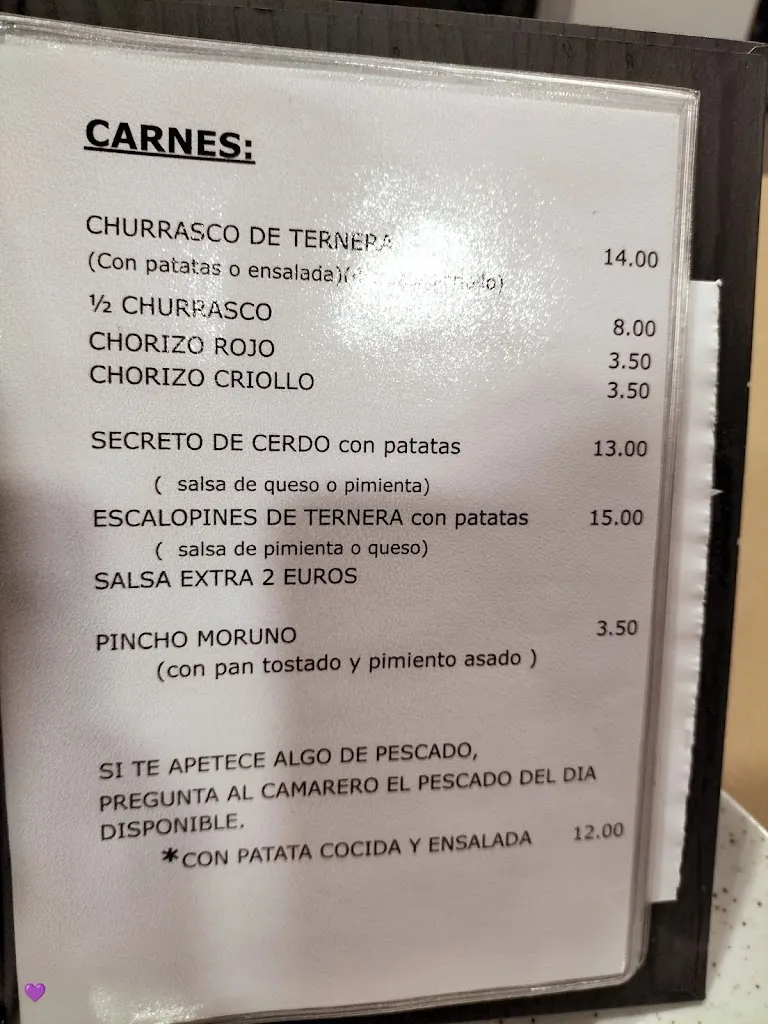 CARNES:
CHURRASCO DE TERNERA 14.00
(Con patatas o ensalada)
½ CHURRASCO 8.00
CHORIZO ROJO 3.50
CHORIZO CRIOLLO 3.50
SECRETO DE CERDO con patatas 13.00
( salsa de queso o pimienta)
ESCALOPINES DE TERNERA con patatas 15.00
( salsa de pimienta o queso)
SALSA EXTRA 2 EUROS
PINCHO MORUNO 3.50
(con pan tostado y pimiento asado )
SI TE APETECE ALGO DE PESCADO,
PREGUNTA AL CAMARERO EL PESCADO DEL DIA
DISPONIBLE.
*CON PATATA COCIDA Y ENSALADA 12.00